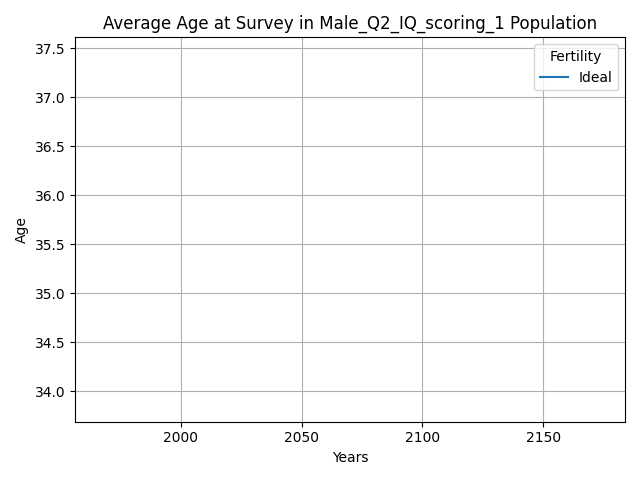 Average Age at Survey in Male_Q2_IQ_scoring_1 Population
37.5
37.0
36.5
36.0
35.5
35.0
34.5
34.0
Age
Fertility
Ideal
2000
2050
2100
2150
Years